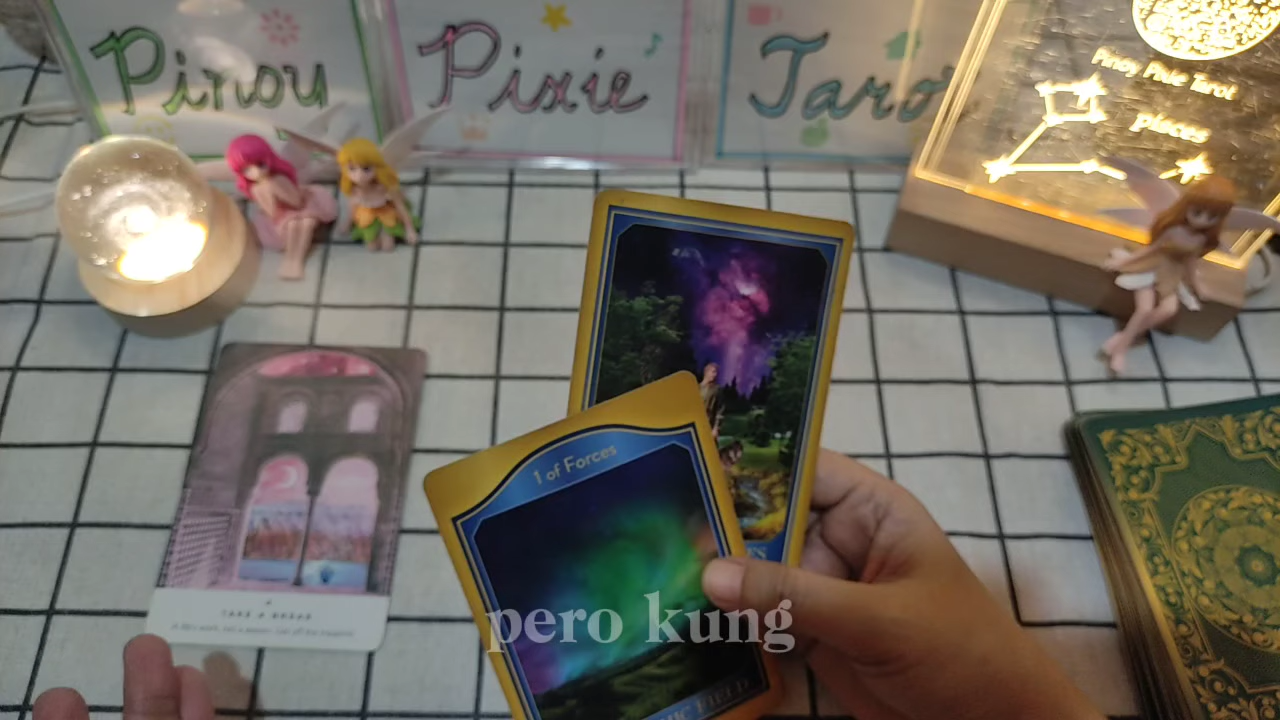 Pinoy
Pixie
Tarot
Pinoy Pixie Tarot
pisces
1 of Forces
TAKE A BREAK
pero kung